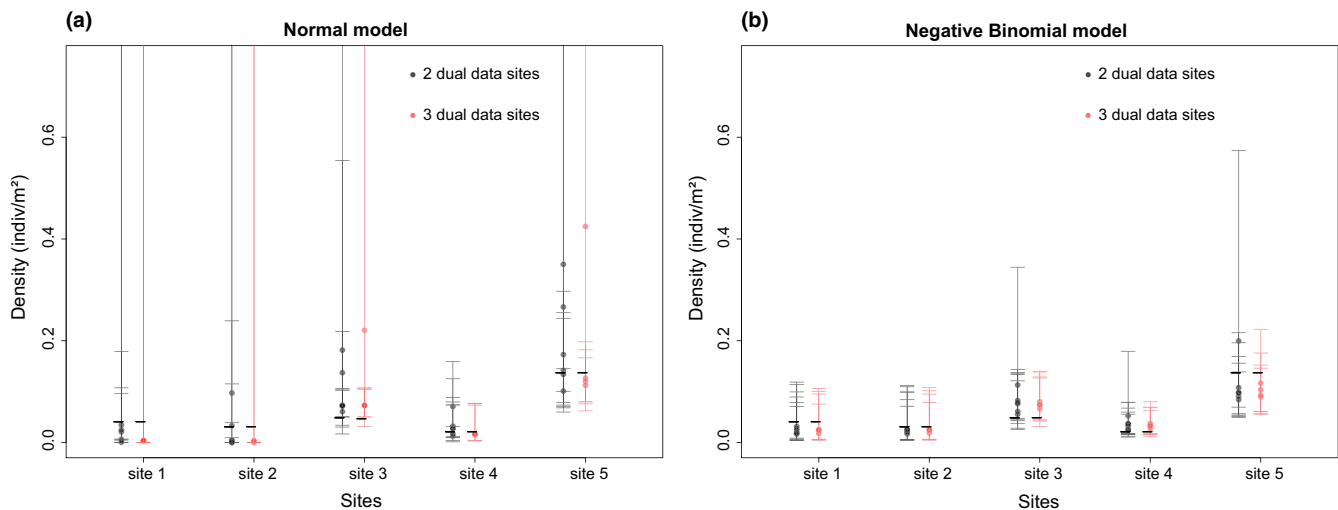 (a)
Normal model
2 dual data sites
3 dual data sites
Density (indiv/m²)
0.6
0.4
0.2
0.0
site 1 site 2 site 3 site 4 site 5
Sites
(b)
Negative Binomial model
2 dual data sites
3 dual data sites
Density (indiv/m²)
0.6
0.4
0.2
0.0
site 1 site 2 site 3 site 4 site 5
Sites